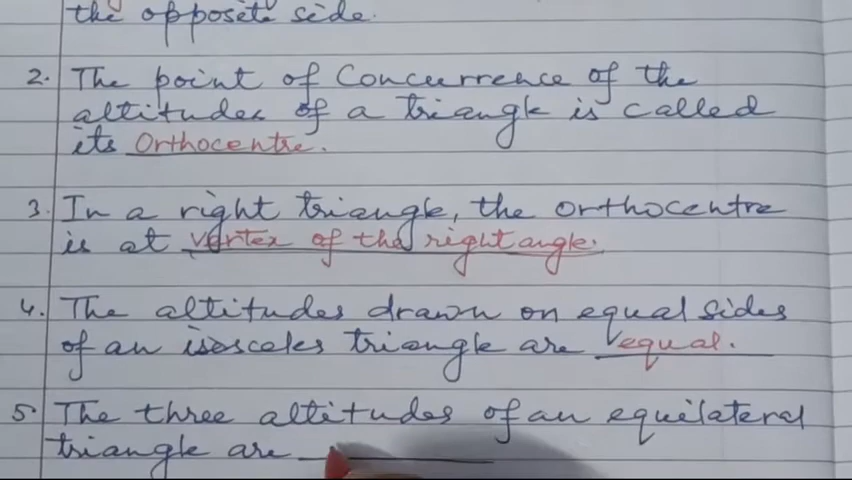 the opposite side.
2. The point of Concurrence of the
altitudes of a triangle is called
its Orthocentre.
3. In a right triangle, the orthocentre
is at vertex of the right angle.
4. The altitudes drawn on equal sides
of an isosceles triangle are equal.
5. The three altitudes of an equilateral
triangle are